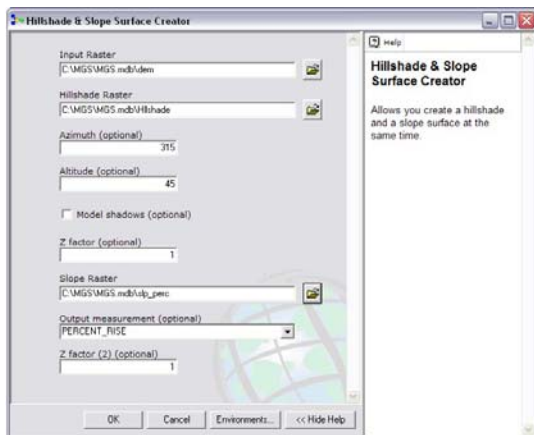 Hillshade & Slope Surface Creator
Input Raster
C:\MGS\MGS.mdb\dem
Hillshade Raster
C:\MGS\MGS.mdb\Hllshade
Azimuth (optional)
315
Altitude (optional)
45
Model shadows (optional)
Z factor (optional)
1
Slope Raster
C:\MGS\MGS.mdb\slp_perc
Output measurement (optional)
PERCENT_RISE
Z factor (2) (optional)
1
OK
Cancel
Environments...
<< Hide Help
Help
Hillshade & Slope
Surface Creator
Allows you create a hillshade
and a slope surface at the
same time.